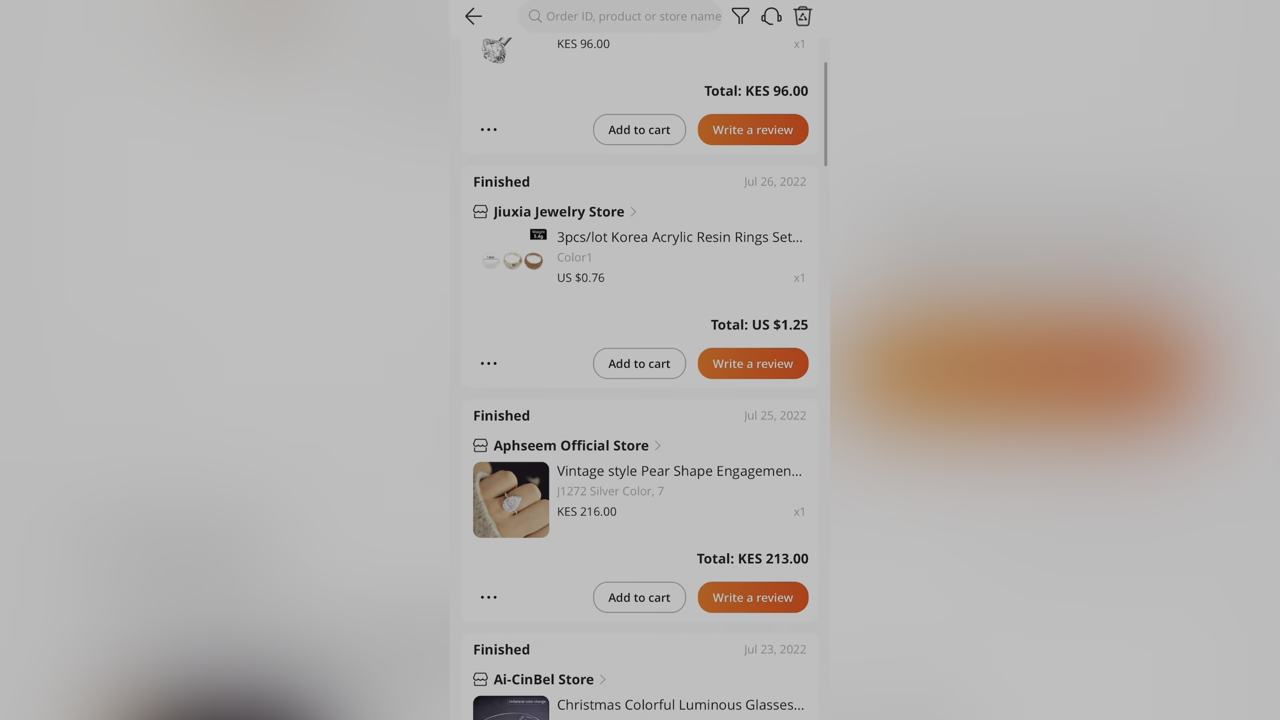 Order ID, product or store name
KES 96.00
x1
Total: KES 96.00
Add to cart
Write a review
Finished
Jul 26, 2022
Jiuxia Jewelry Store
3pcs/lot Korea Acrylic Resin Rings Set...
Color1
US $0.76
x1
Total: US $1.25
Add to cart
Write a review
Finished
Jul 25, 2022
Aphseem Official Store
Vintage style Pear Shape Engagemen...
J1272 Silver Color, 7
KES 216.00
x1
Total: KES 213.00
Add to cart
Write a review
Finished
Jul 23, 2022
Ai-CinBel Store
Christmas Colorful Luminous Glasses...